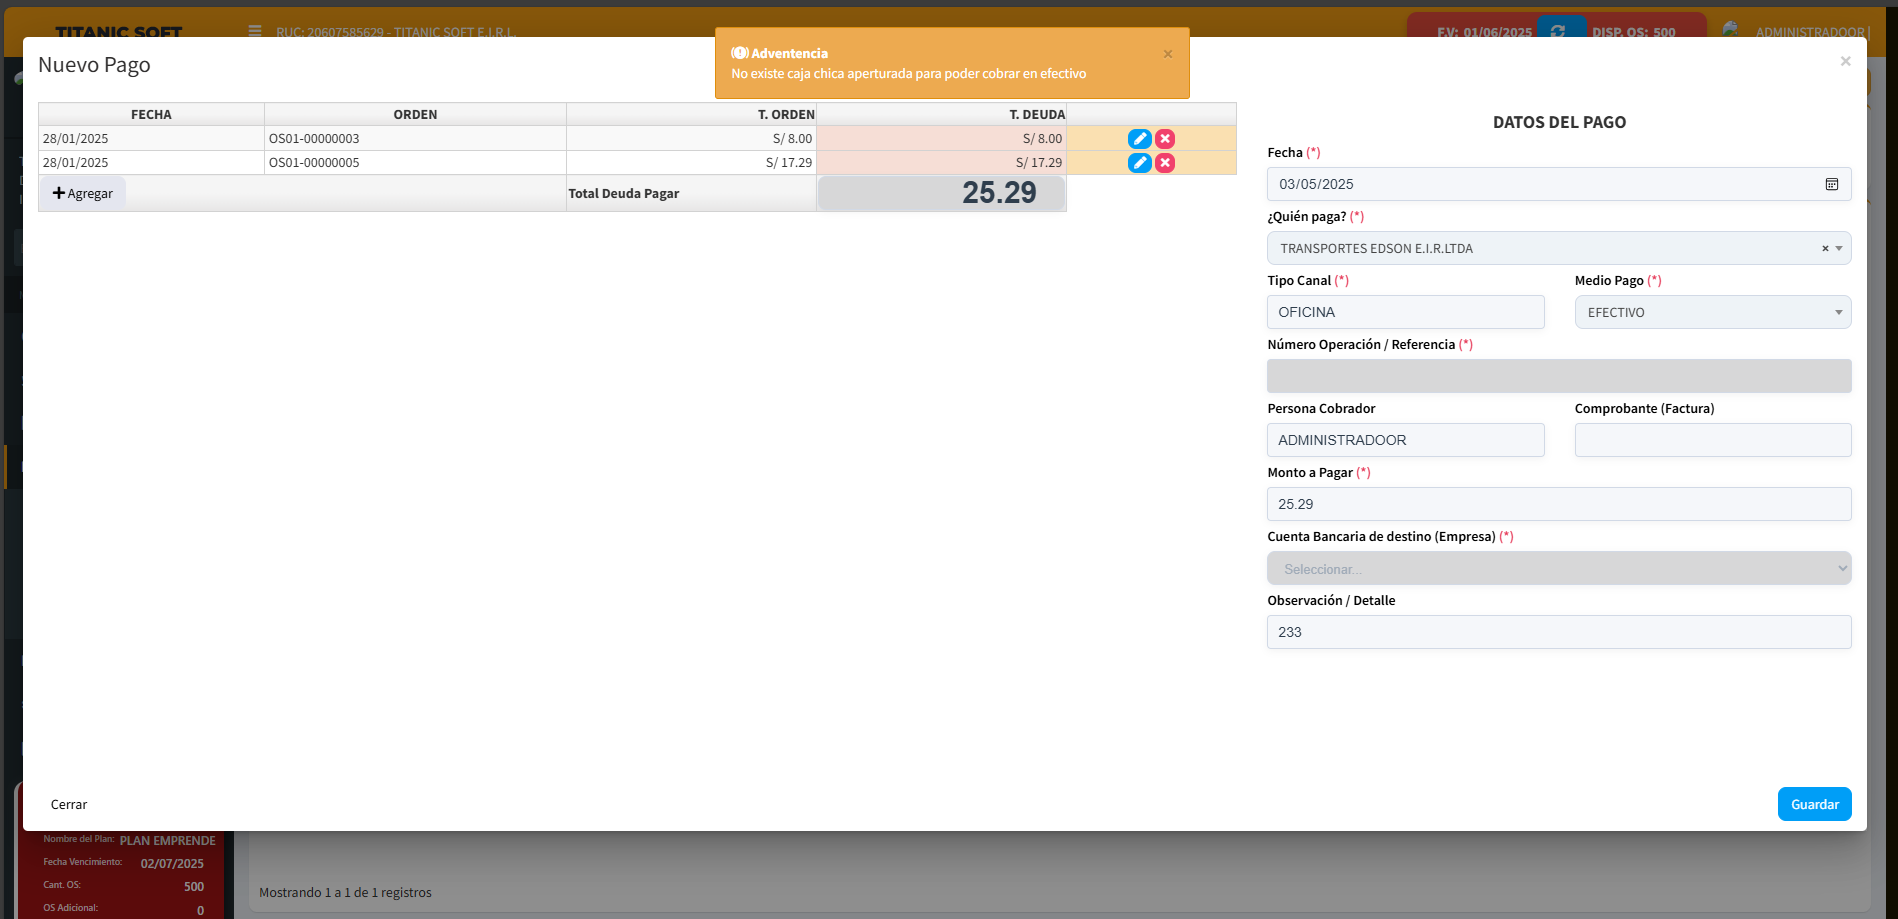 TITANIC SOFT
RUC: 20607585629 - TITANIC SOFT E.I.R.L.
F.V: 01/06/2025
DISP. OS: 500
ADMINISTRADOOR |
Adventencia
×
No existe caja chica aperturada para poder cobrar en efectivo
Nuevo Pago
×
FECHA ORDEN T. ORDEN T. DEUDA
28/01/2025 OS01-00000003 S/ 8.00 S/ 8.00
28/01/2025 OS01-00000005 S/ 17.29 S/ 17.29
Agregar Total Deuda Pagar 25.29
DATOS DEL PAGO
Fecha (*)
03/05/2025
¿Quién paga? (*)
TRANSPORTES EDSON E.I.R.LTDA ×
Tipo Canal (*) Medio Pago (*)
OFICINA EFECTIVO
Número Operación / Referencia (*)
Persona Cobrador Comprobante (Factura)
ADMINISTRADOOR
Monto a Pagar (*)
25.29
Cuenta Bancaria de destino (Empresa) (*)
Seleccionar...
Observación / Detalle
233
Cerrar Guardar
Nombre del Plan: PLAN EMPRENDE
Fecha Vencimiento: 02/07/2025
Cant. OS: 500
OS Adicional: 0
Mostrando 1 a 1 de 1 registros